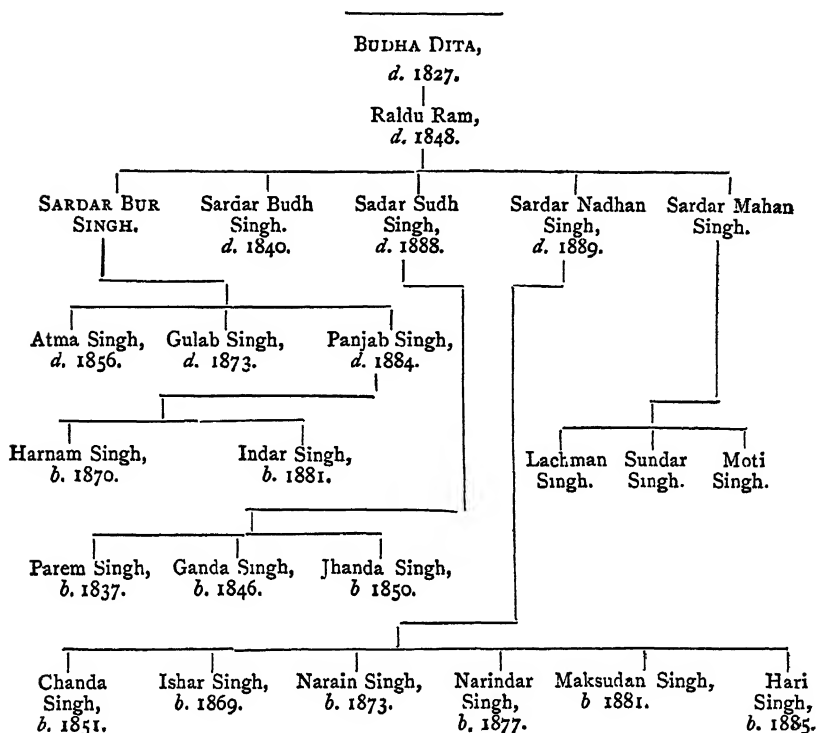 BUDHA DITA,
d. 1827.
Raldu Ram,
d. 1848.
SARDAR BUR
SINGH.
Sardar Budh
Singh.
d. 1840.
Sadar Sudh
Singh,
d. 1888.
Sardar Nadhan
Singh,
d. 1889.
Sardar Mahan
Singh.
Atma Singh,
d. 1856.
Gulab Singh,
d. 1873.
Panjab Singh,
d. 1884.
Harnam Singh,
b. 1870.
Indar Singh,
b. 1881.
Lachman
Singh.
Sundar
Singh.
Moti
Singh.
Parem Singh,
b. 1837.
Ganda Singh,
b. 1846.
Jhanda Singh,
b 1850.
Chanda
Singh,
b. 1851.
Ishar Singh,
b. 1869.
Narain Singh,
b. 1873.
Narindar
Singh,
b. 1877.
Maksudan Singh,
b 1881.
Hari
Singh,
b. 1885.